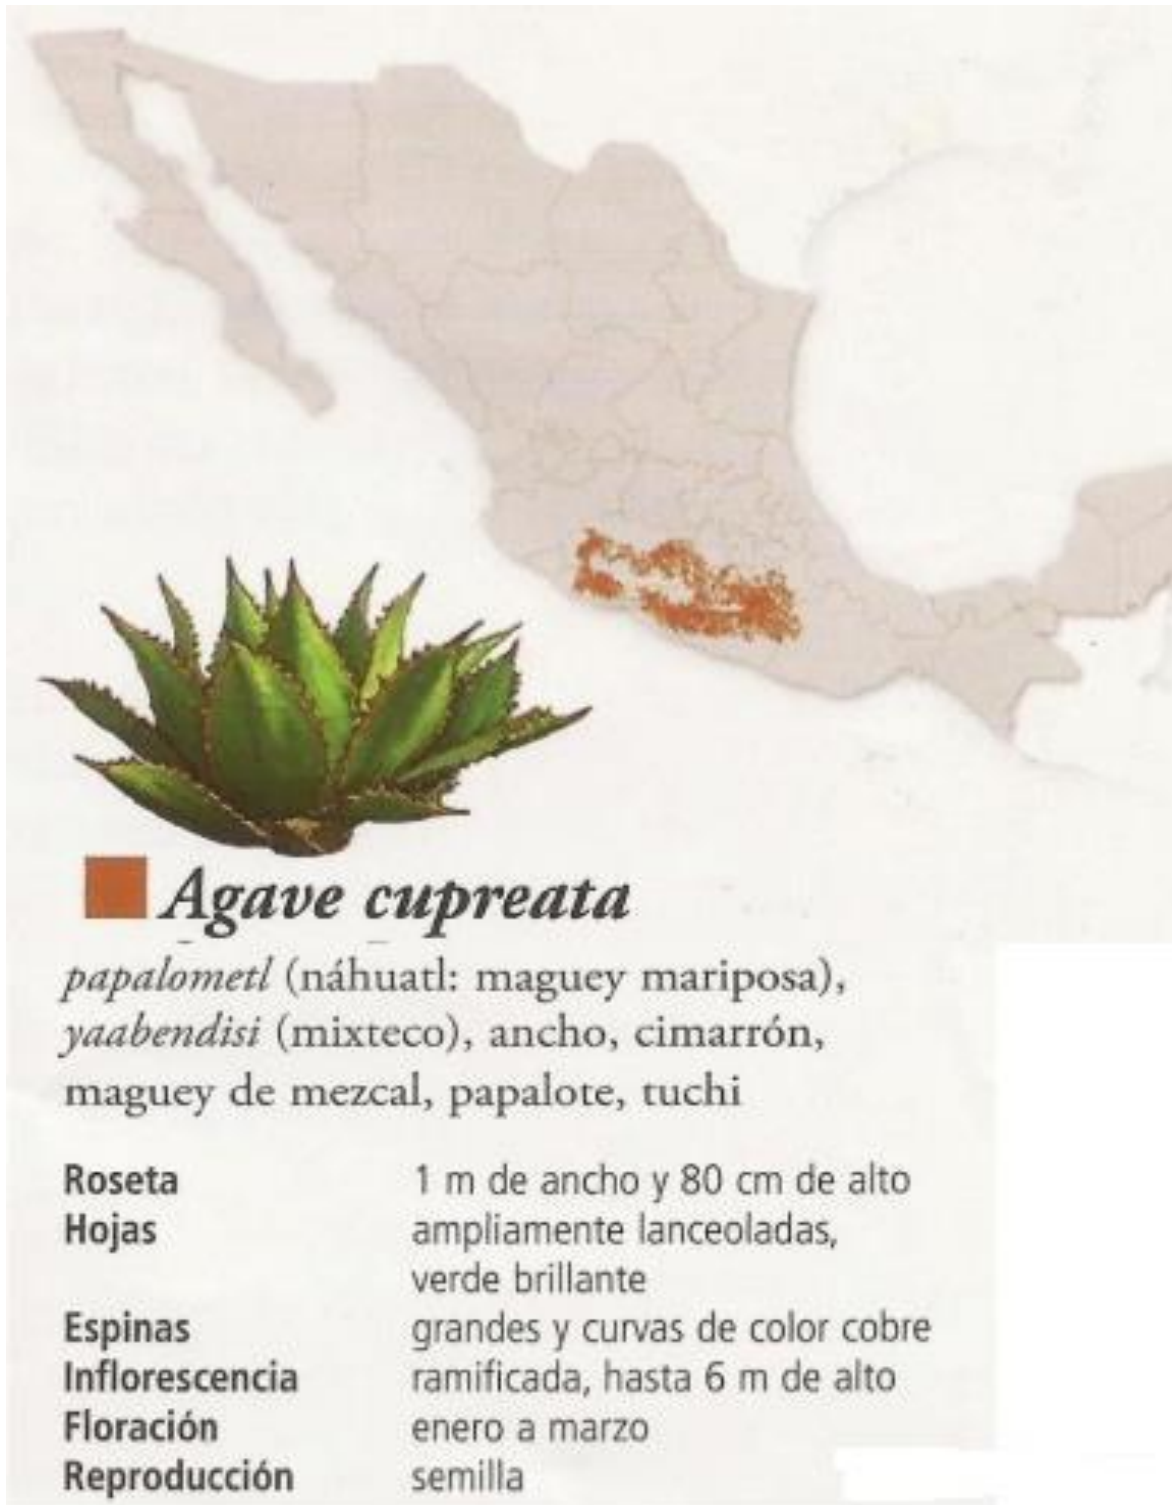 Agave cupreata
papalometl (náhuatl: maguey mariposa),
yaabendisi (mixteco), ancho, cimarrón,
maguey de mezcal, papalote, tuchi
Roseta 1 m de ancho y 80 cm de alto
Hojas ampliamente lanceoladas,
verde brillante
Espinas grandes y curvas de color cobre
Inflorescencia ramificada, hasta 6 m de alto
Floración enero a marzo
Reproducción semilla